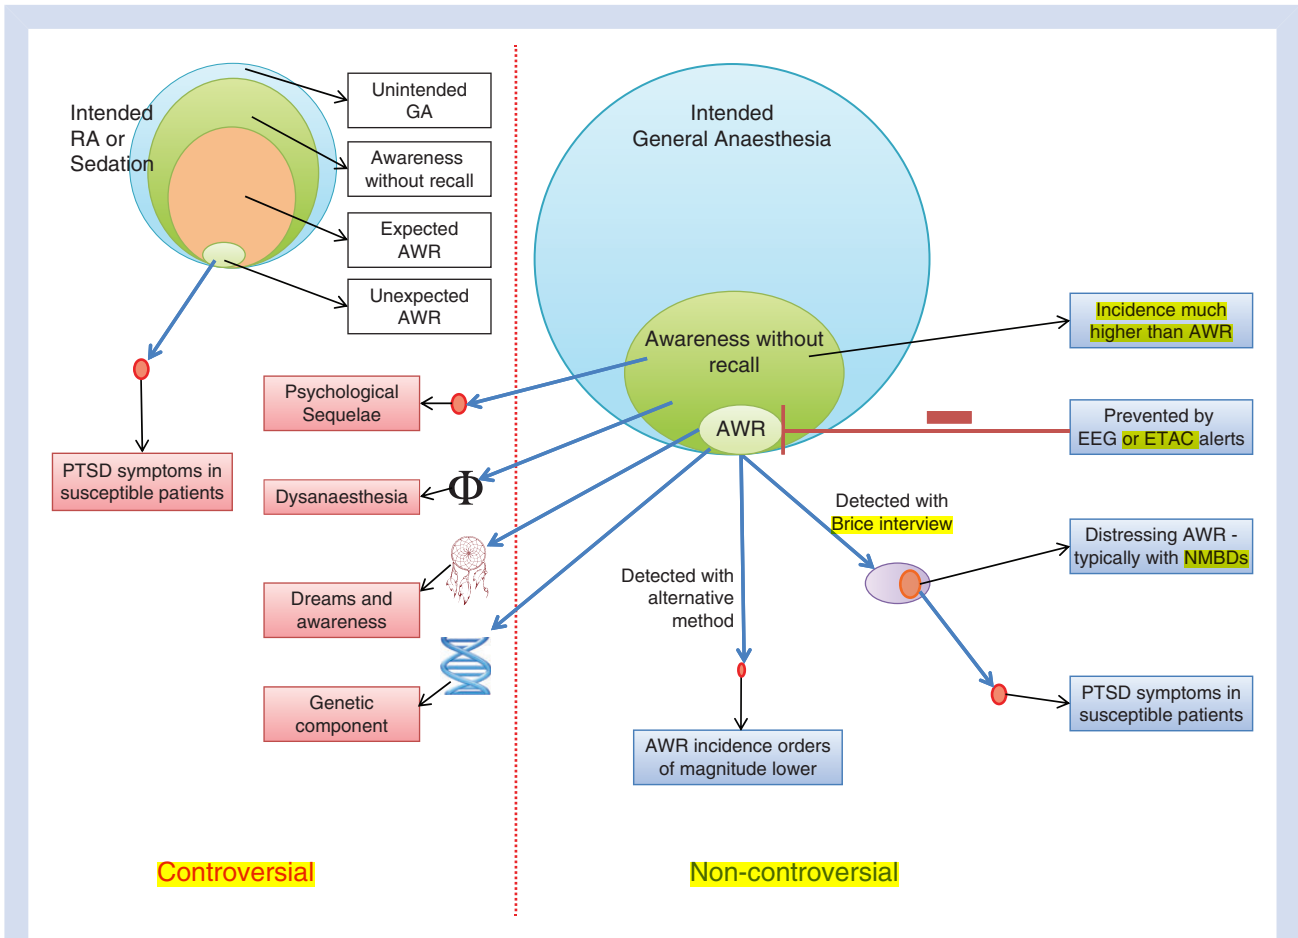 Intended
RA or
Sedation
Unintended
GA
Awareness
without recall
Expected
AWR
Unexpected
AWR
PTSD symptoms in
susceptible patients
Psychological
Sequelae
Dysanaesthesia
Φ
Dreams and
awareness
Genetic
component
Controversial
Intended
General Anaesthesia
Awareness without
recall
AWR
Incidence much
higher than AWR
Prevented by
EEG or ETAC alerts
Detected with
Brice interview
Distressing AWR -
typically with NMBDs
Detected with
alternative
method
PTSD symptoms in
susceptible patients
AWR incidence orders
of magnitude lower
Non-controversial